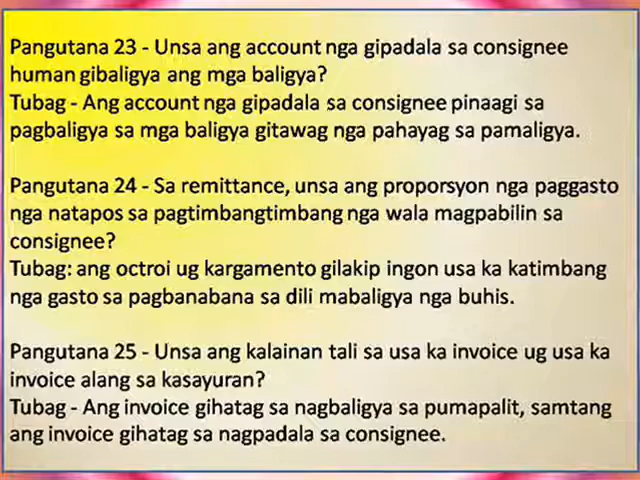 Pangutana 23 - Unsa ang account nga gipadala sa consignee
human gibaligya ang mga baligya?
Tubag - Ang account nga gipadala sa consignee pinaagi sa
pagbaligya sa mga baligya gitawag nga pahayag sa pamaligya.
Pangutana 24 - Sa remittance, unsa ang proporsyon nga paggasto
nga natapos sa pagtimbangtimbang nga wala magpabilin sa
consignee?
Tubag: ang octroi ug kargamento gilakip ingon usa ka katimbang
nga gasto sa pagbanabana sa dili mabaligya nga buhis.
Pangutana 25 - Unsa ang kalainan tali sa usa ka invoice ug usa ka
invoice alang sa kasayuran?
Tubag - Ang invoice gihatag sa nagbaligya sa pumapalit, samtang
ang invoice gihatag sa nagpadala sa consignee.